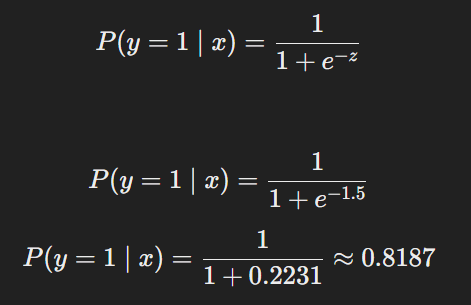 P(y = 1 | x) = 1 / (1 + e^{-z})
P(y = 1 | x) = 1 / (1 + e^{-1.5})
P(y = 1 | x) = 1 / (1 + 0.2231) ≈ 0.8187